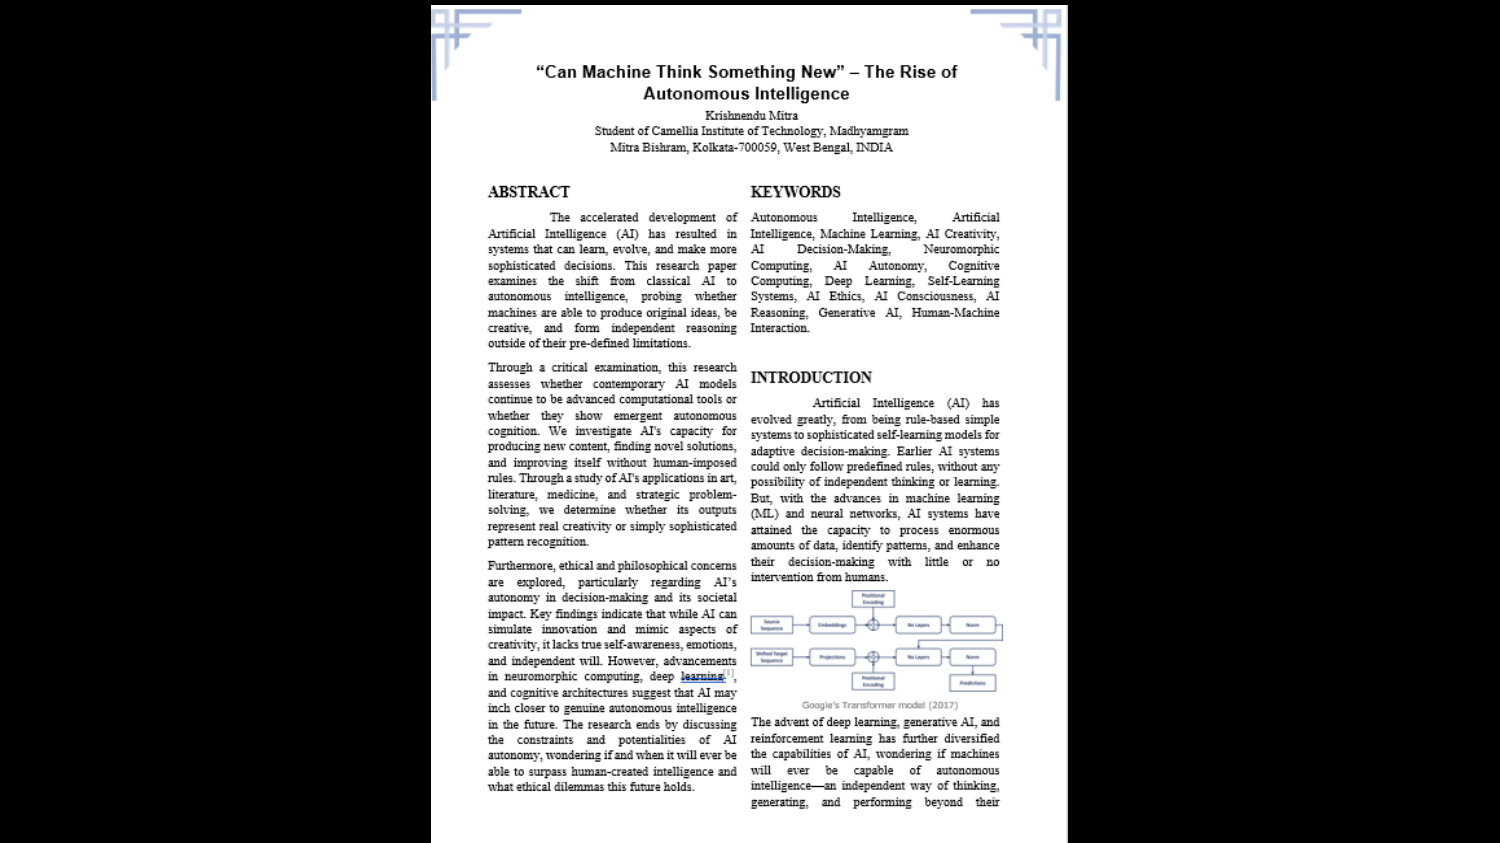 “Can Machine Think Something New” – The Rise of
Autonomous Intelligence
Krishnendu Mitra
Student of Camellia Institute of Technology, Madhyamgram
Mitra Bishram, Kolkata-700059, West Bengal, INDIA
ABSTRACT
The accelerated development of
Artificial Intelligence (AI) has resulted in
systems that can learn, evolve, and make more
sophisticated decisions. This research paper
examines the shift from classical AI to
autonomous intelligence, probing whether
machines are able to produce original ideas, be
creative, and form independent reasoning
outside of their pre-defined limitations.
Through a critical examination, this research
assesses whether contemporary AI models
continue to be advanced computational tools or
whether they show emergent autonomous
cognition. We investigate AI's capacity for
producing new content, finding novel solutions,
and improving itself without human-imposed
rules. Through a study of AI's applications in art,
literature, medicine, and strategic problem-
solving, we determine whether its outputs
represent real creativity or simply sophisticated
pattern recognition.
Furthermore, ethical and philosophical concerns
are explored, particularly regarding AI’s
autonomy in decision-making and its societal
impact. Key findings indicate that while AI can
simulate innovation and mimic aspects of
creativity, it lacks true self-awareness, emotions,
and independent will. However, advancements
in neuromorphic computing, deep learning[1],
and cognitive architectures suggest that AI may
inch closer to genuine autonomous intelligence
in the future. The research ends by discussing
the constraints and potentialities of AI
autonomy, wondering if and when it will ever be
able to surpass human-created intelligence and
what ethical dilemmas this future holds.
KEYWORDS
Autonomous Intelligence, Artificial
Intelligence, Machine Learning, AI Creativity,
AI Decision-Making, Neuromorphic
Computing, AI Autonomy, Cognitive
Computing, Deep Learning, Self-Learning
Systems, AI Ethics, AI Consciousness, AI
Reasoning, Generative AI, Human-Machine
Interaction.
INTRODUCTION
Artificial Intelligence (AI) has
evolved greatly, from being rule-based simple
systems to sophisticated self-learning models for
adaptive decision-making. Earlier AI systems
could only follow predefined rules, without any
possibility of independent thinking or learning.
But, with the advances in machine learning
(ML) and neural networks, AI systems have
attained the capacity to process enormous
amounts of data, identify patterns, and enhance
their decision-making with little or no
intervention from humans.
Positional
Encoding
Source
Sequence
Embeddings
Nx Layers
Norm
Shifted Target
Sequence
Projections
Nx Layers
Norm
Positional
Encoding
Predictions
Google's Transformer model (2017)
The advent of deep learning, generative AI, and
reinforcement learning has further diversified
the capabilities of AI, wondering if machines
will ever be capable of autonomous
intelligence—an independent way of thinking,
generating, and performing beyond their